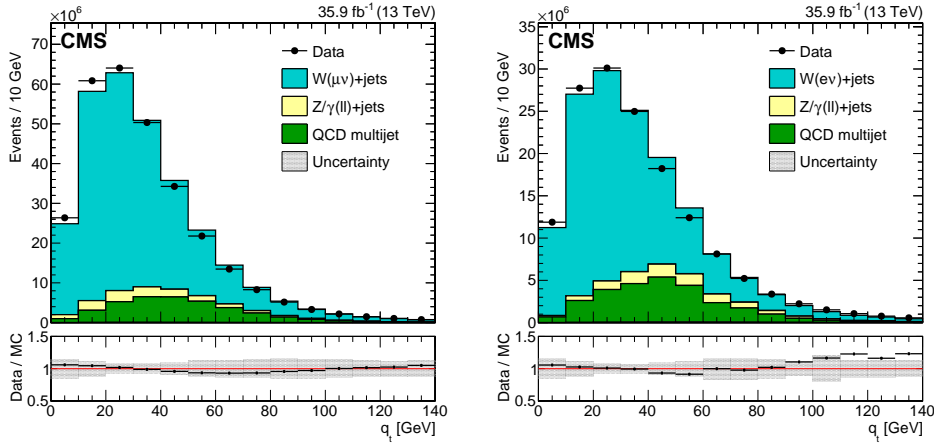 35.9 fb⁻¹ (13 TeV)
×10⁶
CMS
Data
W(μν)+jets
Z/γ(ll)+jets
QCD multijet
Uncertainty
Events / 10 GeV
70
60
50
40
30
20
10
0
Data / MC
1.5
1
0.5
0 20 40 60 80 100 120 140
q_t [GeV]
35.9 fb⁻¹ (13 TeV)
×10⁶
CMS
Data
W(eν)+jets
Z/γ(ll)+jets
QCD multijet
Uncertainty
Events / 10 GeV
35
30
25
20
15
10
5
0
Data / MC
1.5
1
0.5
0 20 40 60 80 100 120 140
q_t [GeV]